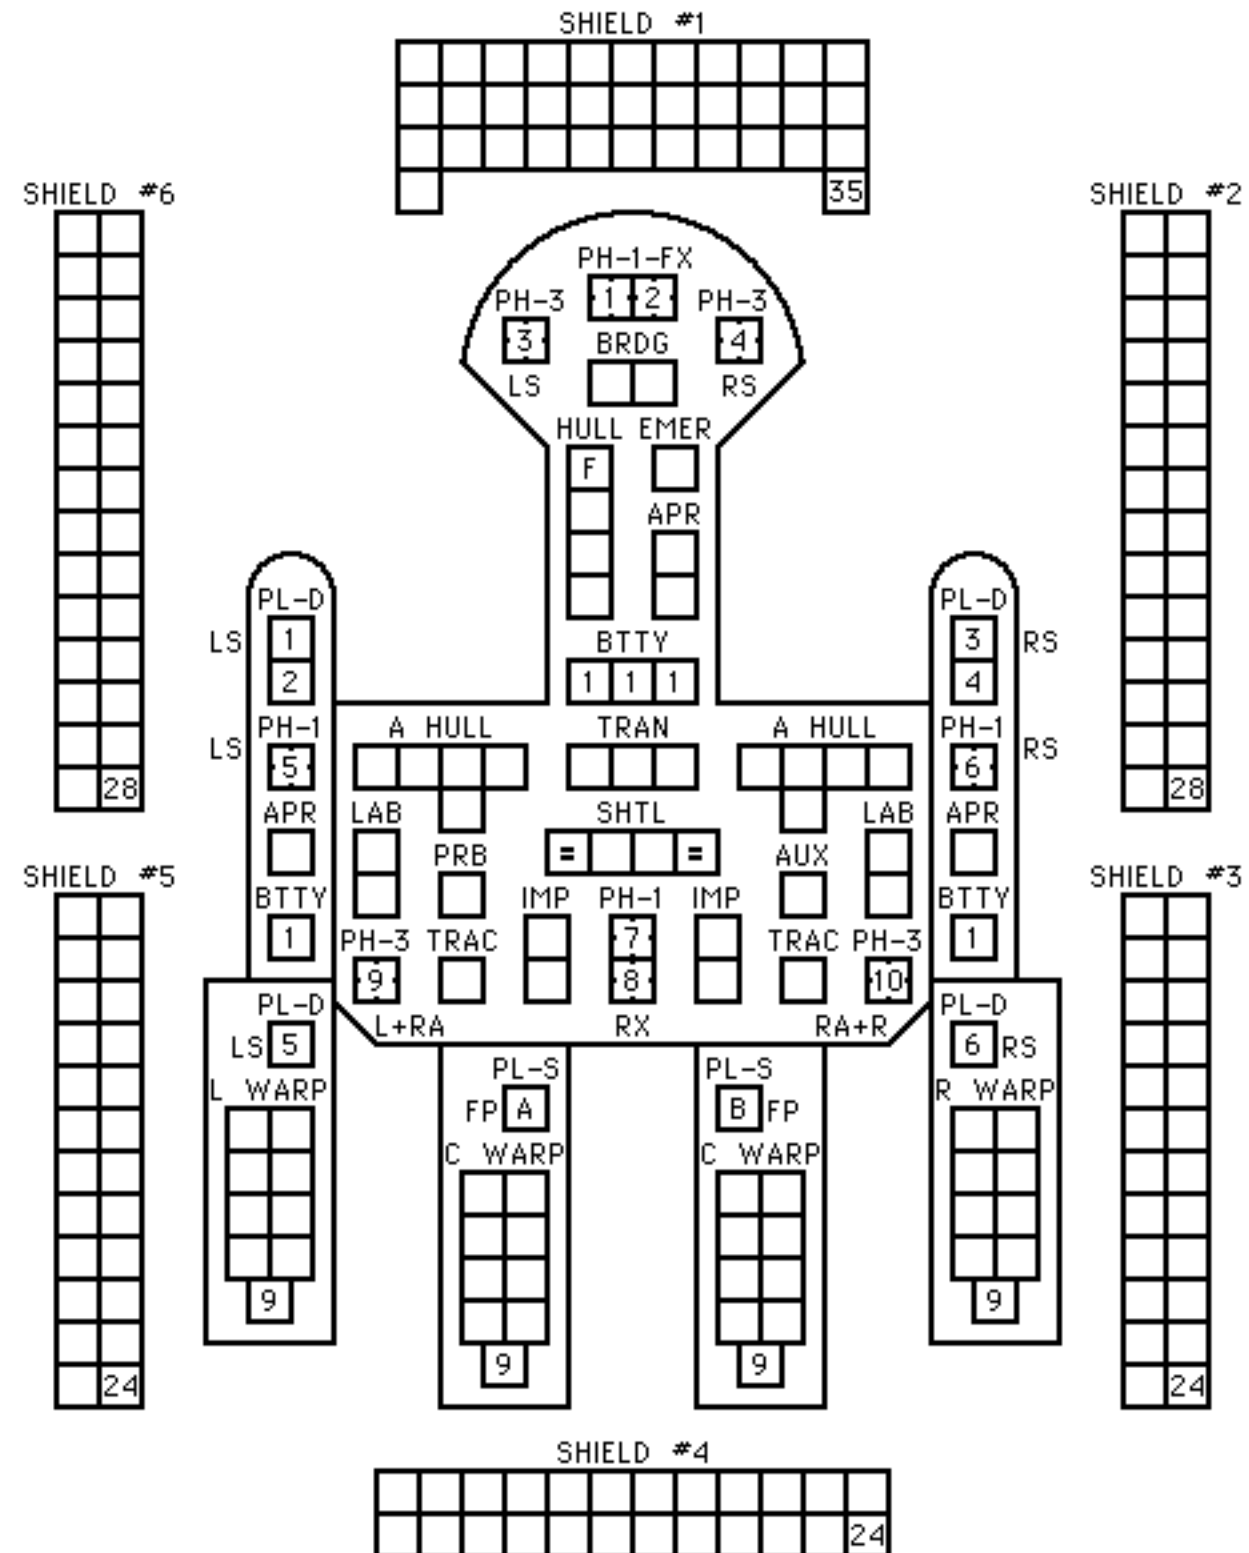 SHIELD #1
35
SHIELD #6
SHIELD #2
PH-1-FX
1 2
PH-3
PH-3
3
4
BRDG
LS
RS
HULL EMER
F
APR
PL-D
PL-D
LS 1
3 RS
2
4
BTTY
1 1 1
PH-1
A HULL
TRAN
A HULL
PH-1
LS
RS
5
6
28
28
APR LAB
SHTL
LAB APR
= =
PRB
AUX
SHIELD #5
SHIELD #3
BTTY
IMP PH-1 IMP
BTTY
1
7
1
PH-3 TRAC
TRAC PH-3
9
8
10
PL-D
L+RA
RX
RA+R
PL-D
LS 5
6 RS
PL-S
PL-S
L WARP
R WARP
FP A
B FP
C WARP
C WARP
9
9
9
9
24
24
SHIELD #4
24